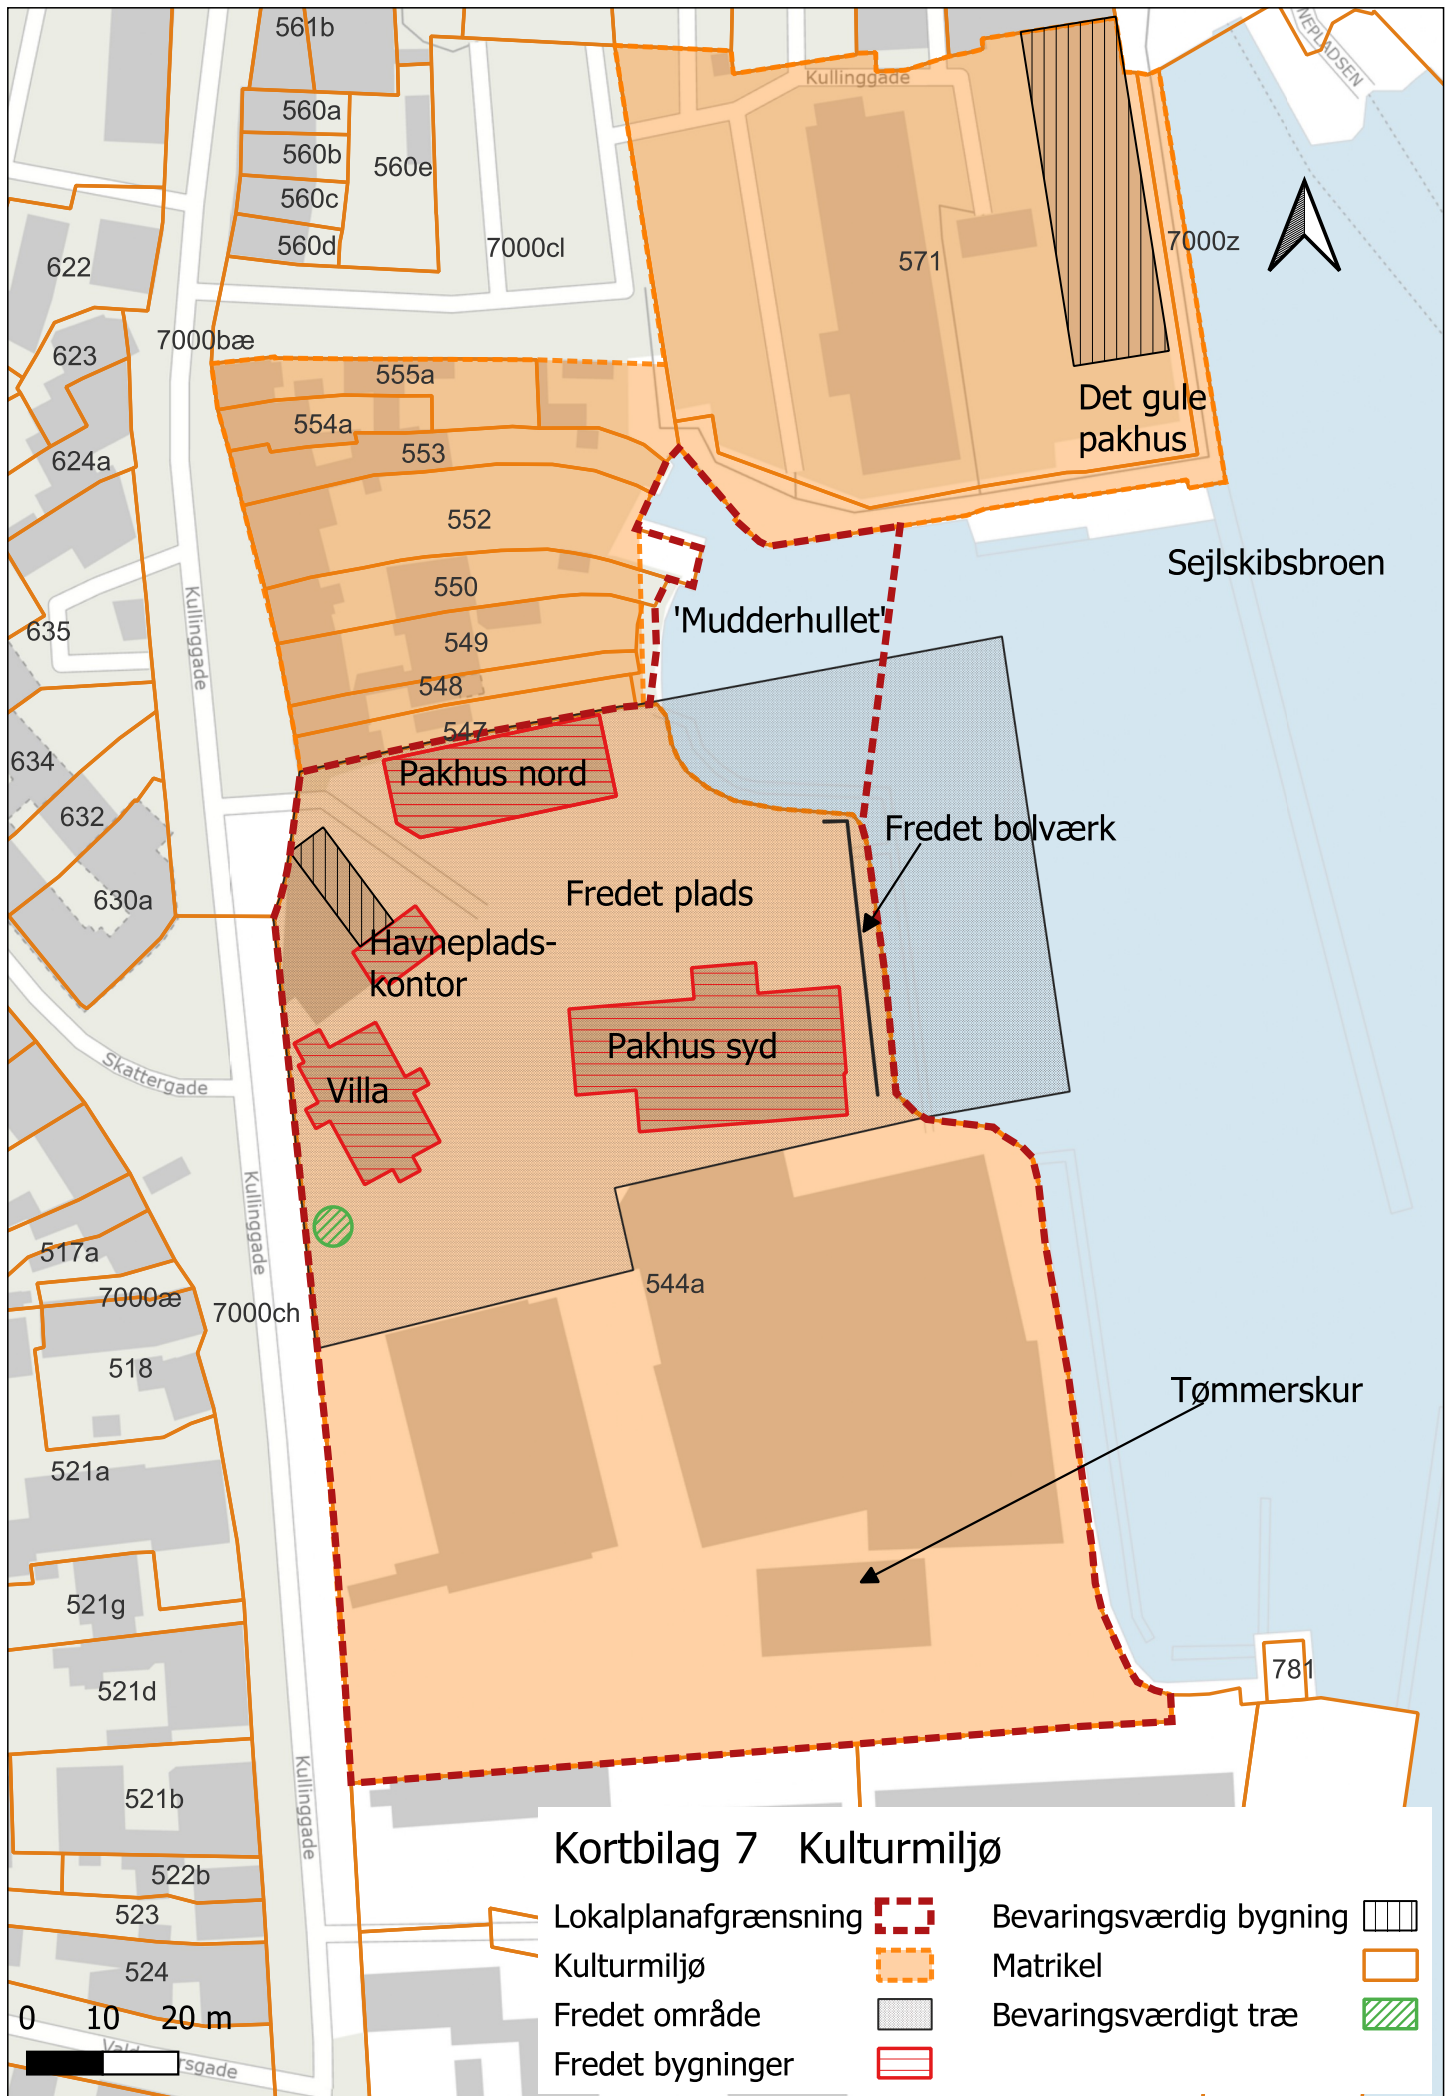 561b
560a
560b
560c
560d
560e
7000cl
Kullinggade
NEPLADSEN
7000z
571
622
623
7000bæ
624a
555a
554a
553
552
550
549
548
547
Det gule
pakhus
Sejlskibsbroen
'Mudderhullet'
635
Kullinggade
634
632
630a
Pakhus nord
Fredet bolværk
Fredet plads
Havneplads-
kontor
Pakhus syd
Villa
Skattergade
Kullinggade
517a
7000æ
7000ch
518
544a
Tømmerskur
521a
521g
521d
781
521b
Kullinggade
522b
523
524
0 10 20 m
Kortbilag 7 Kulturmiljø
Lokalplanafgrænsning
Kulturmiljø
Fredet område
Fredet bygninger
Bevaringsværdig bygning
Matrikel
Bevaringsværdigt træ